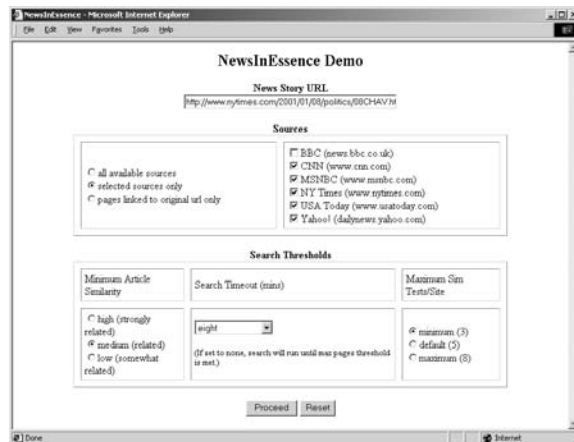 NewsInEssence - Microsoft Internet Explorer
File Edit View Favorites Tools Help
NewsInEssence Demo
News Story URL
http://www.nytimes.com/2001/01/08/politics/08CHAV.ht
Sources
all available sources
selected sources only
pages linked to original url only
BBC (news.bbc.co.uk)
CNN (www.cnn.com)
MSNBC (www.msnbc.com)
NY Times (www.nytimes.com)
USA Today (www.usatoday.com)
Yahoo! (dailynews.yahoo.com)
Search Thresholds
Minimum Article
Similarity
Search Timeout (mins)
Maximum Sim
Tests/Site
high (strongly
related)
medium (related)
low (somewhat
related)
eight
(If set to none, search will run until max pages threshold
is met.)
minimum (3)
default (5)
maximum (8)
Proceed Reset
Done Internet